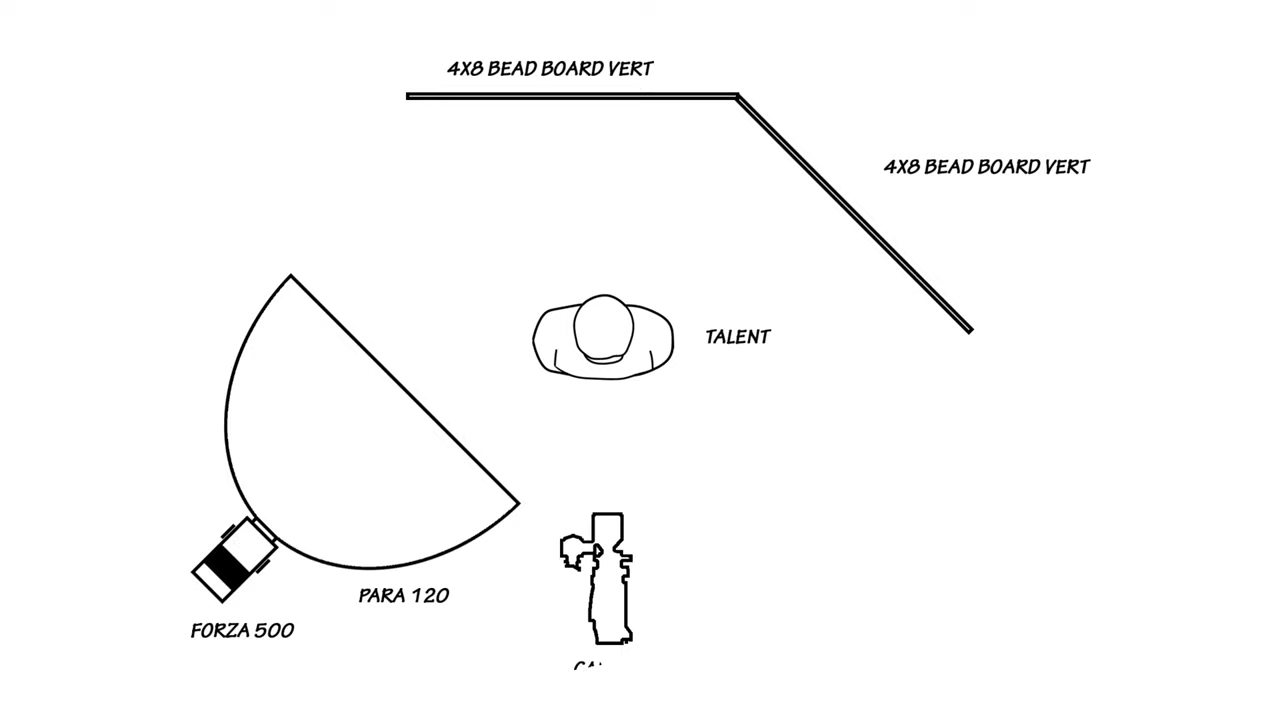 4X8 BEAD BOARD VERT
4X8 BEAD BOARD VERT
TALENT
PARA 120
FORZA 500